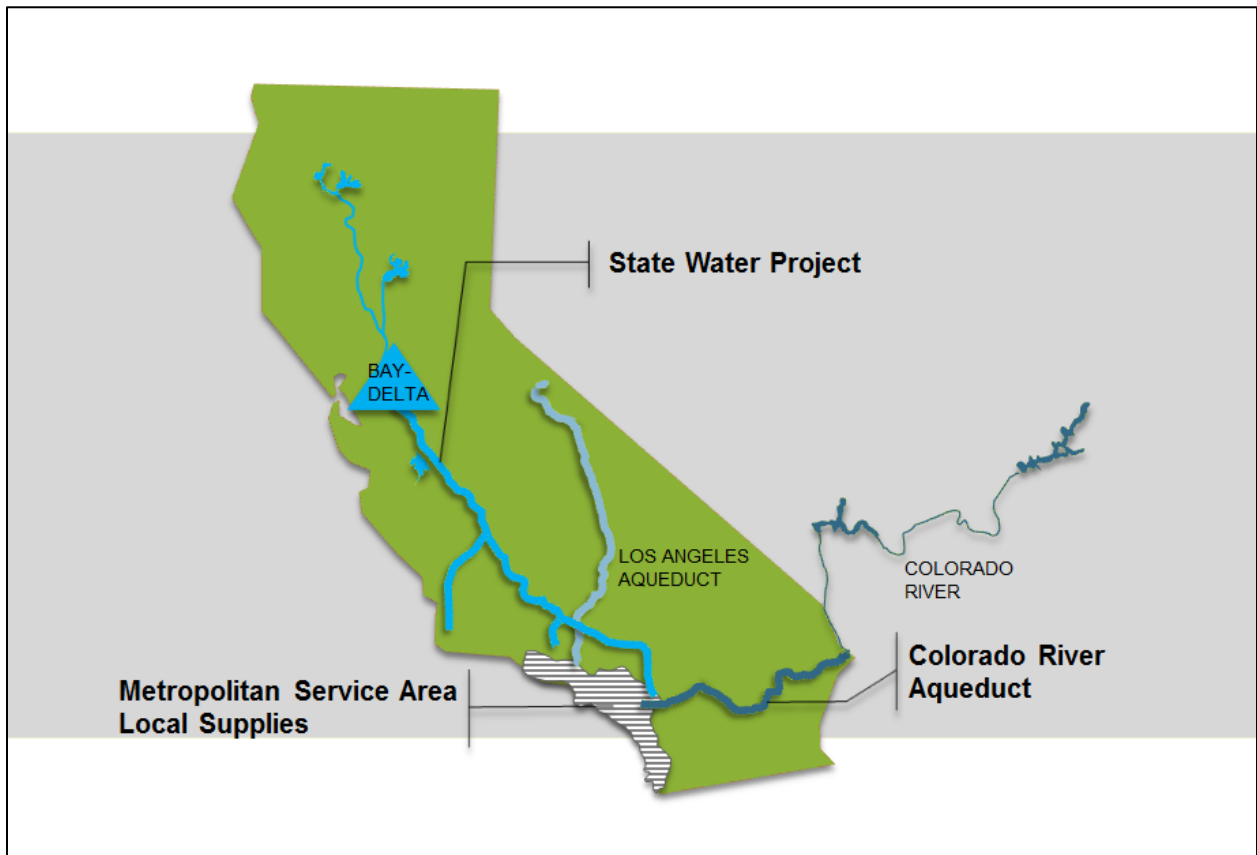 State Water Project
BAY-
DELTA
LOS ANGELES
AQUEDUCT
COLORADO
RIVER
Colorado River
Aqueduct
Metropolitan Service Area
Local Supplies